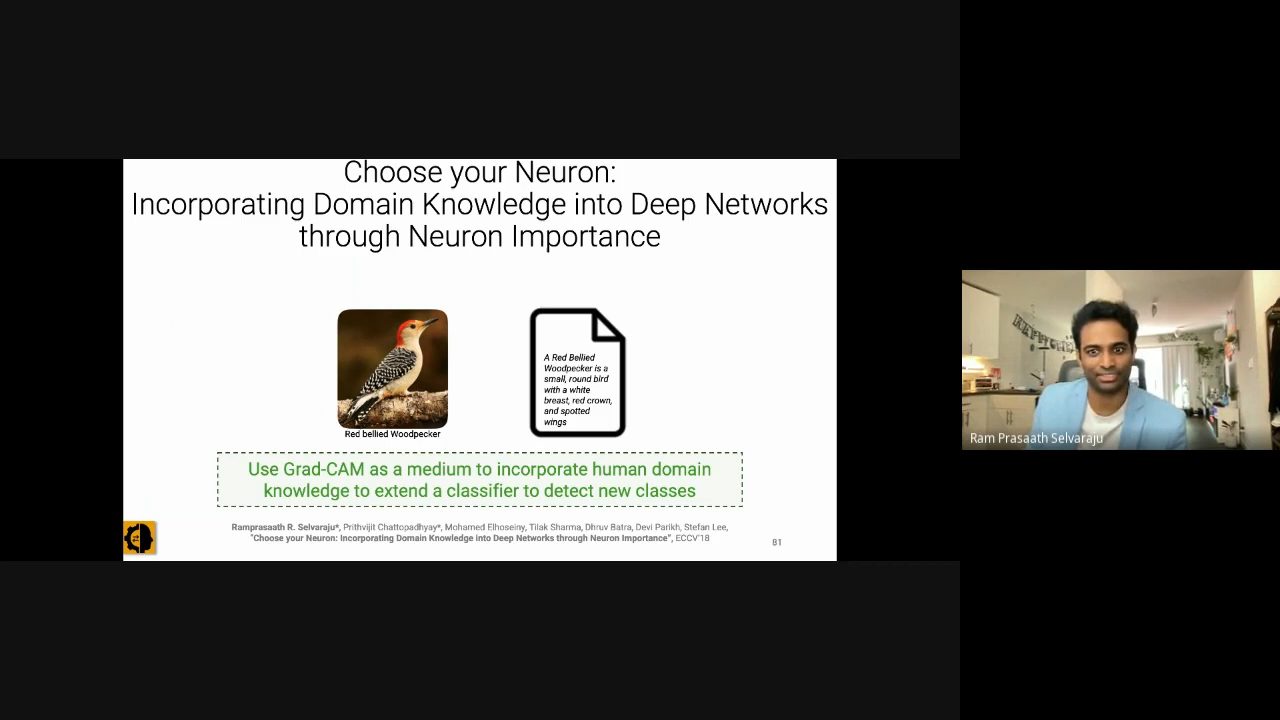 Choose your Neuron:
Incorporating Domain Knowledge into Deep Networks
through Neuron Importance
A Red Bellied
Woodpecker is a
small, round bird
with a white
breast, red crown,
and spotted
wings
Red bellied Woodpecker
Use Grad-CAM as a medium to incorporate human domain
knowledge to extend a classifier to detect new classes
Ramprasaath R. Selvaraju*, Prithvijit Chattopadhyay*, Mohamed Elhoseiny, Tilak Sharma, Dhruv Batra, Devi Parikh, Stefan Lee,
"Choose your Neuron: Incorporating Domain Knowledge into Deep Networks through Neuron Importance", ECCV'18
81
Ram Prasaath Selvaraju